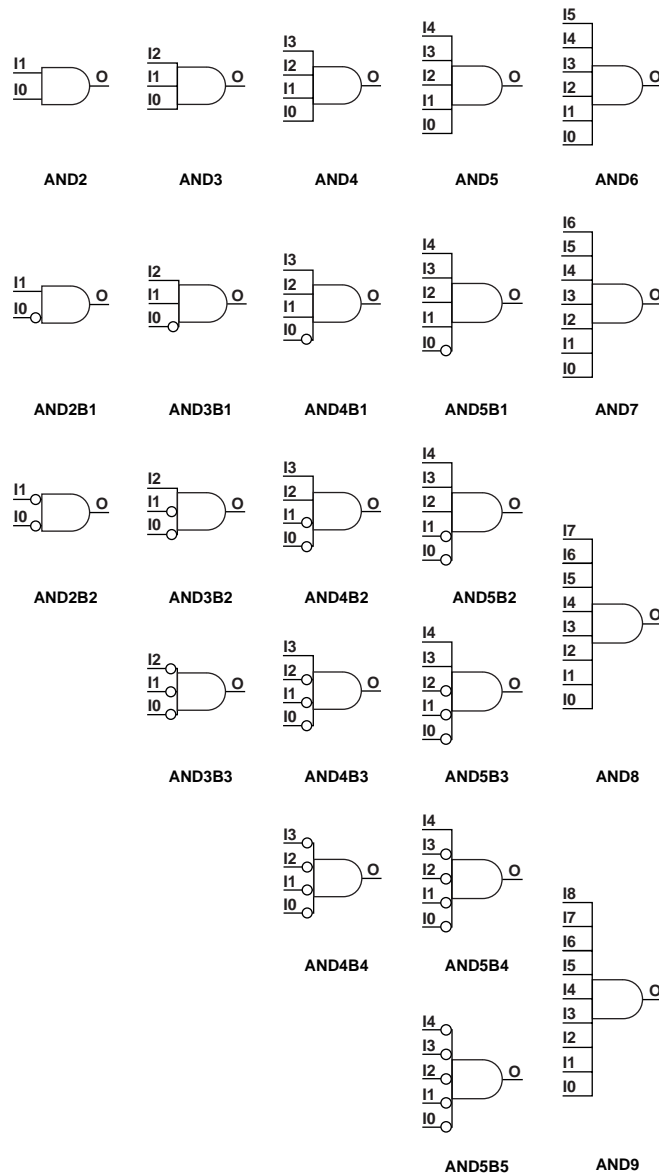 I1
I0
O
AND2
I2
I1
I0
O
AND3
I3
I2
I1
I0
O
AND4
I4
I3
I2
I1
I0
O
AND5
I5
I4
I3
I2
I1
I0
O
AND6
I1
I0
O
AND2B1
I2
I1
I0
O
AND3B1
I3
I2
I1
I0
O
AND4B1
I4
I3
I2
I1
I0
O
AND5B1
I6
I5
I4
I3
I2
I1
I0
O
AND7
I1
I0
O
AND2B2
I2
I1
I0
O
AND3B2
I3
I2
I1
I0
O
AND4B2
I4
I3
I2
I1
I0
O
AND5B2
I7
I6
I5
I4
I3
I2
I1
I0
O
AND8
I2
I1
I0
O
AND3B3
I3
I2
I1
I0
O
AND4B3
I4
I3
I2
I1
I0
O
AND5B3
I3
I2
I1
I0
O
AND4B4
I4
I3
I2
I1
I0
O
AND5B4
I8
I7
I6
I5
I4
I3
I2
I1
I0
O
AND9
I4
I3
I2
I1
I0
O
AND5B5